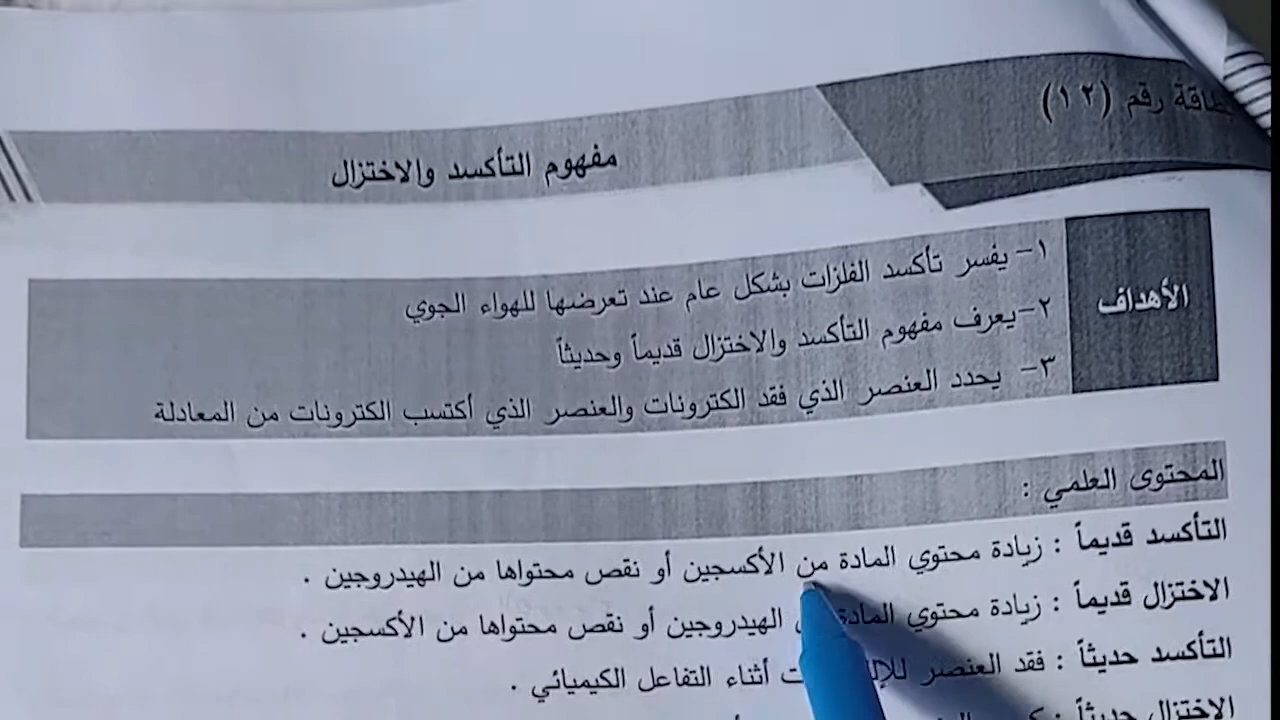 رقم (١٢)
مفهوم التأكسد والاختزال
الأهداف
١- يفسر تأكسد الفلزات بشكل عام عند تعرضها للهواء الجوي
٢-يعرف مفهوم التأكسد والاختزال قديماً وحديثاً
٣- يحدد العنصر الذي فقد الكترونات والعنصر الذي أكتسب الكترونات من المعادلة
المحتوى العلمي :
التأكسد قديماً : زيادة محتوي المادة من الأكسجين أو نقص محتواها من الهيدروجين .
الاختزال قديماً : زيادة محتوي المادة الهيدروجين أو نقص محتواها من الأكسجين .
التأكسد حديثاً : فقد العنصر أثناء التفاعل الكيميائي .
الاختزال حديثاً :